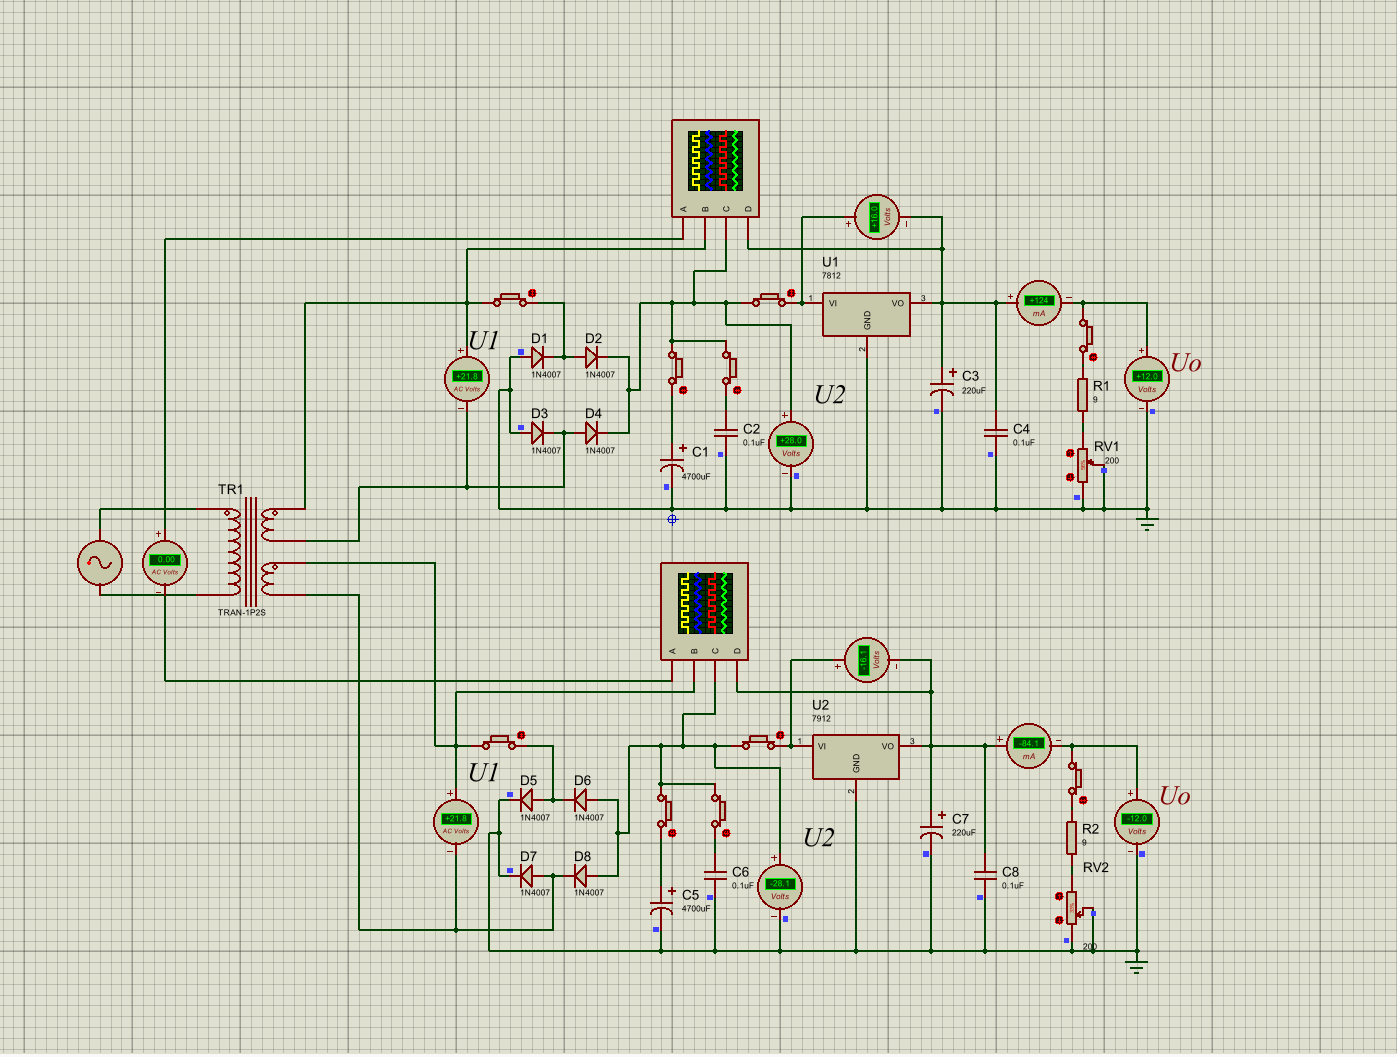 A B C D
+16.0
Volts
U1
7812
1 VI VO 3
GND
2
+124
mA
U1
+21.8
AC Volts
D1
1N4007
D2
1N4007
D3
1N4007
D4
1N4007
C1
4700uF
C2
0.1uF
U2
+28.0
Volts
C3
220uF
C4
0.1uF
R1
9
RV1
200
Uo
+12.0
Volts
TR1
TRAN-1P2S
0.00
AC Volts
A B C D
-16.1
Volts
U2
7912
1 VI VO 3
GND
2
-84.1
mA
U1
+21.8
AC Volts
D5
1N4007
D6
1N4007
D7
1N4007
D8
1N4007
C5
4700uF
C6
0.1uF
U2
-28.1
Volts
C7
220uF
C8
0.1uF
R2
9
RV2
200
Uo
-12.0
Volts